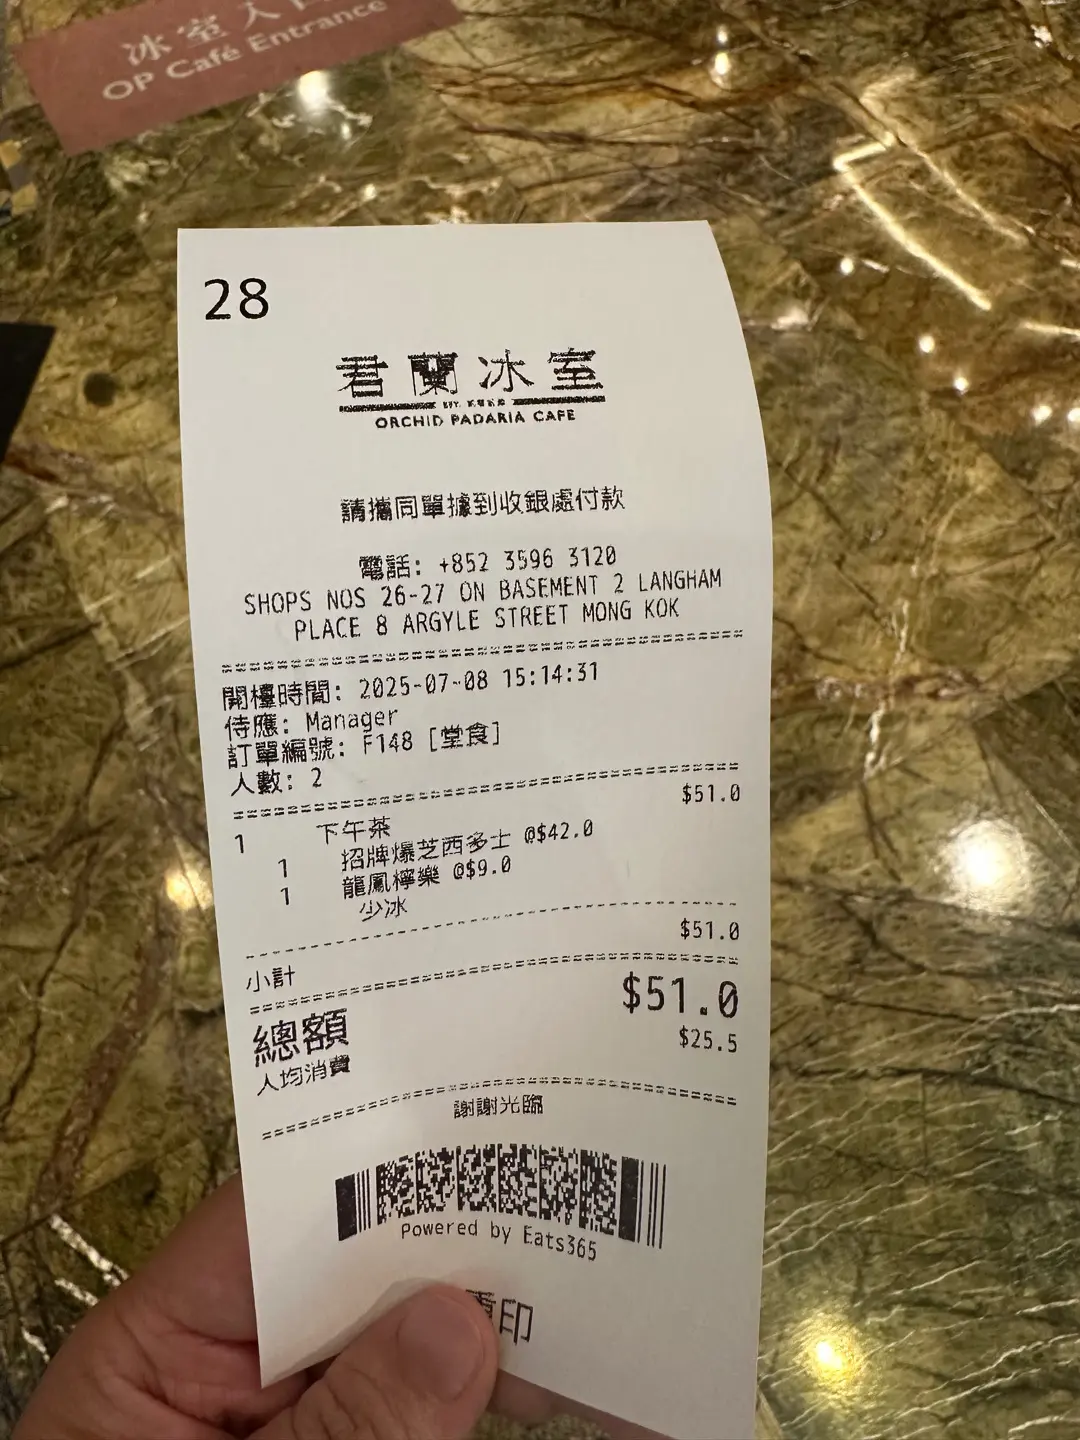 冰室入口
OP Café Entrance
28
君蘭冰室
ORCHID PADARIA CAFE
請攜同單據到收銀處付款
電話: +852 3596 3120
SHOPS NOS 26-27 ON BASEMENT 2 LANGHAM
PLACE 8 ARGYLE STREET MONG KOK
開檯時間: 2025-07-08 15:14:31
侍應: Manager
訂單編號: F148 [堂食]
人數: 2
1 下午茶 $51.0
1 招牌爆芝西多士 @$42.0
1 龍鳳檸樂 @$9.0
少冰
小計 $51.0
總額 $51.0
人均消費 $25.5
謝謝光臨
Powered by Eats365
印